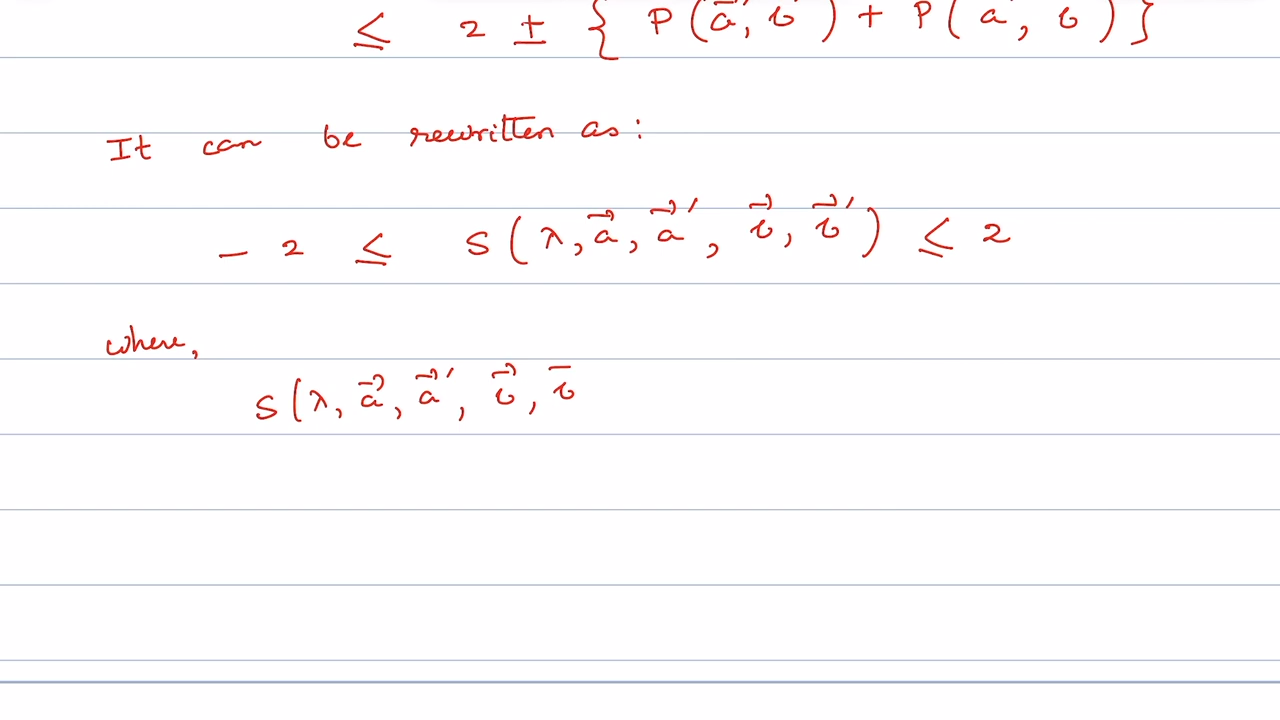 ≤ 2 ± { P(a⃗', b⃗') + P(a⃗', b⃗) }
It can be rewritten as:
- 2 ≤ S(λ, a⃗, a⃗', b⃗, b⃗') ≤ 2
where,
S(λ, a⃗, a⃗', b⃗, b̄